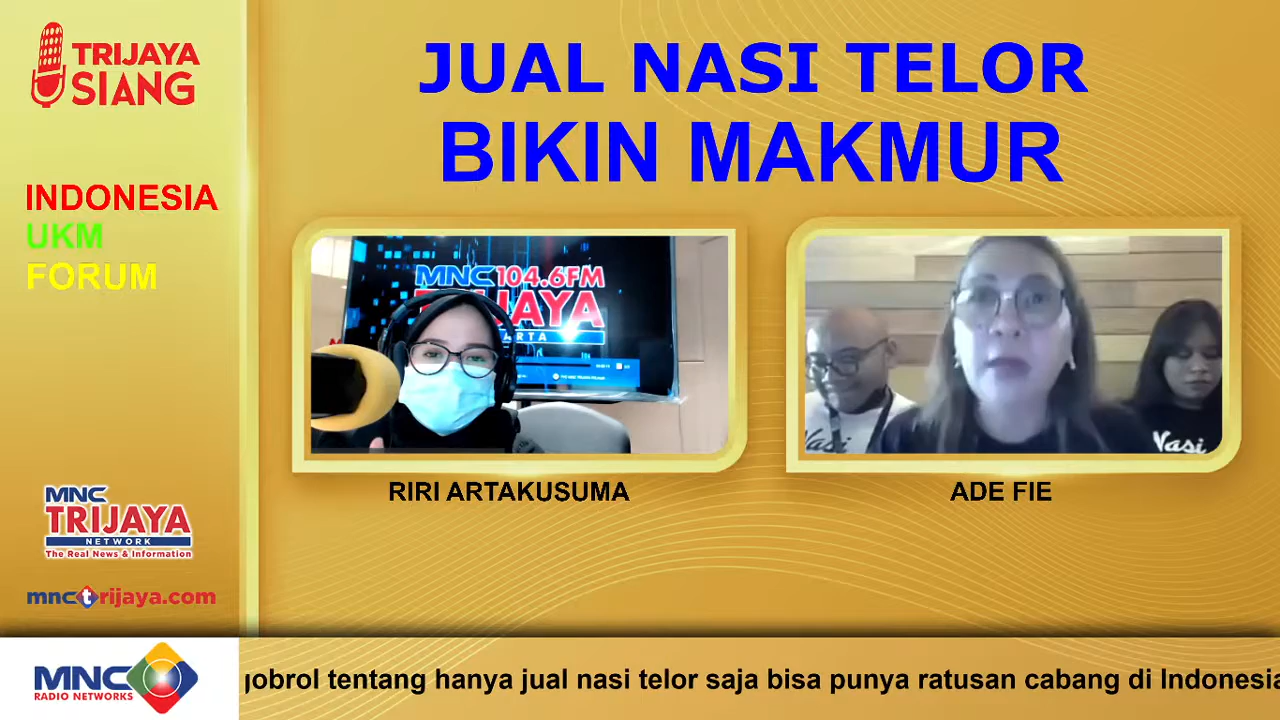 TRIJAYA
SIANG
INDONESIA
UKM
FORUM
JUAL NASI TELOR
BIKIN MAKMUR
MNC 104.6FM
TRIJAYA
RIRI ARTAKUSUMA
Nasi
Nasi
ADE FIE
MNC
TRIJAYA
NETWORK
The Real News & Information
mnctrijaya.com
MNC
RADIO NETWORKS
gobrol tentang hanya jual nasi telor saja bisa punya ratusan cabang di Indonesia